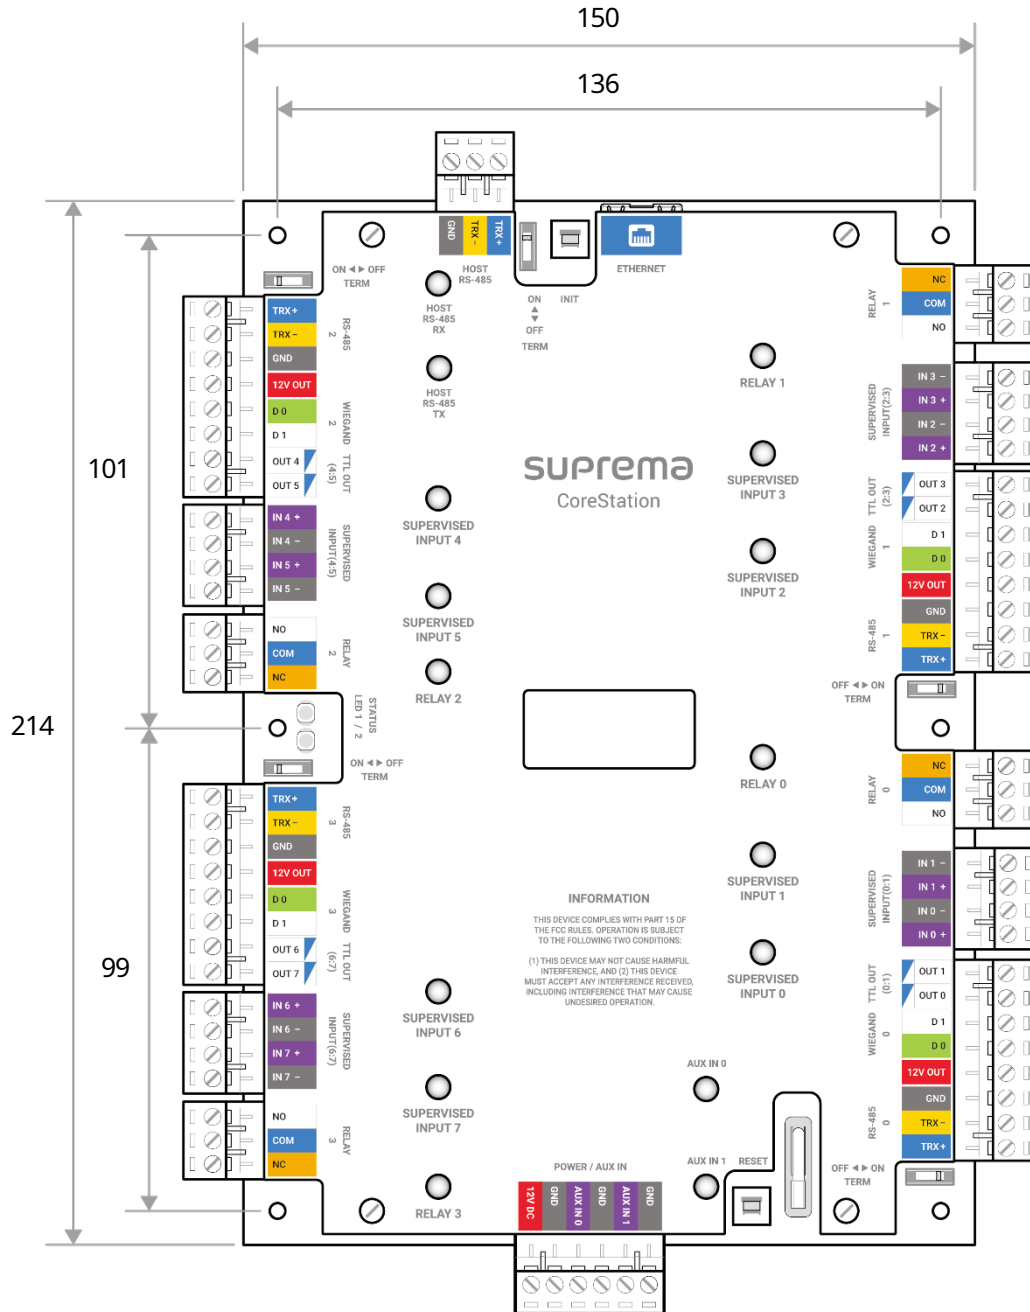 150
136
214
101
99
GND
TRX -
TRX +
HOST
RS-485
ON ◄ ► OFF
TERM
ON
▲
▼
OFF
TERM
INIT
ETHERNET
HOST
RS-485
RX
HOST
RS-485
TX
TRX +
TRX -
GND
12V OUT
D 0
D 1
OUT 4
OUT 5
RS-485
2
WIEGAND
2
TTL OUT
(4:5)
IN 4 +
IN 4 -
IN 5 +
IN 5 -
SUPERVISED
INPUT(4:5)
NO
COM
NC
RELAY
2
STATUS
LED 1 / 2
ON ◄ ► OFF
TERM
TRX +
TRX -
GND
12V OUT
D 0
D 1
OUT 6
OUT 7
RS-485
3
WIEGAND
3
TTL OUT
(6:7)
IN 6 +
IN 6 -
IN 7 +
IN 7 -
SUPERVISED
INPUT(6:7)
NO
COM
NC
RELAY
3
SUPERVISED
INPUT 4
SUPERVISED
INPUT 5
RELAY 2
SUPERVISED
INPUT 6
SUPERVISED
INPUT 7
RELAY 3
suprema
CoreStation
RELAY 1
SUPERVISED
INPUT 3
SUPERVISED
INPUT 2
RELAY 0
SUPERVISED
INPUT 1
SUPERVISED
INPUT 0
INFORMATION
THIS DEVICE COMPLIES WITH PART 15 OF
THE FCC RULES. OPERATION IS SUBJECT
TO THE FOLLOWING TWO CONDITIONS:
(1) THIS DEVICE MAY NOT CAUSE HARMFUL
INTERFERENCE, AND (2) THIS DEVICE
MUST ACCEPT ANY INTERFERENCE RECEIVED,
INCLUDING INTERFERENCE THAT MAY CAUSE
UNDESIRED OPERATION.
AUX IN 0
AUX IN 1
RESET
POWER / AUX IN
12V DC
GND
AUX IN 0
GND
AUX IN 1
GND
RELAY
1
NC
COM
NO
SUPERVISED
INPUT(2:3)
IN 3 -
IN 3 +
IN 2 -
IN 2 +
TTL OUT
(2:3)
WIEGAND
1
RS-485
1
OUT 3
OUT 2
D 1
D 0
12V OUT
GND
TRX -
TRX +
OFF ◄ ► ON
TERM
RELAY
0
NC
COM
NO
SUPERVISED
INPUT(0:1)
IN 1 -
IN 1 +
IN 0 -
IN 0 +
TTL OUT
(0:1)
WIEGAND
0
RS-485
0
OUT 1
OUT 0
D 1
D 0
12V OUT
GND
TRX -
TRX +
OFF ◄ ► ON
TERM